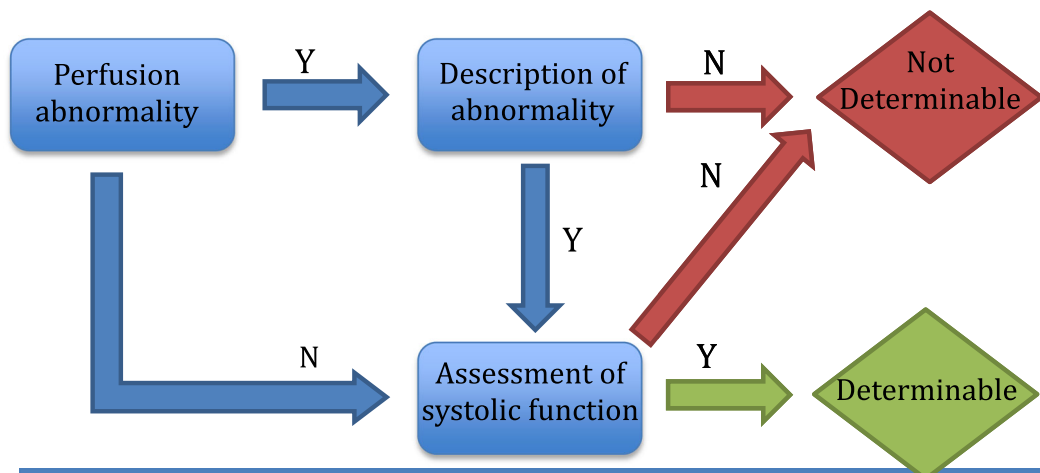 Perfusion
abnormality
Y
Description of
abnormality
N
Not
Determinable
N
Y
N
Assessment of
systolic function
Y
Determinable